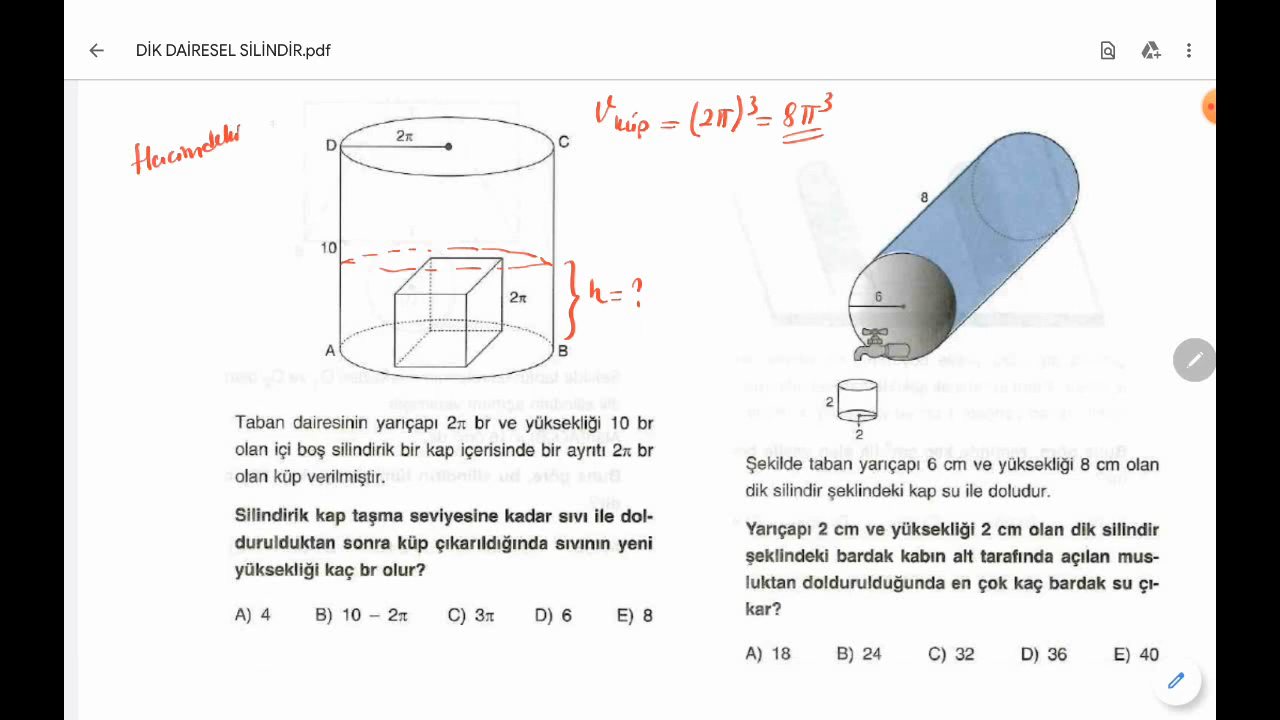 DİK DAİRESEL SİLİNDİR.pdf
Hacimdeki
V küp = (2π)³ = 8π³
D
2π
C
10
2π
h = ?
A
B
Taban dairesinin yarıçapı 2π br ve yüksekliği 10 br
olan içi boş silindirik bir kap içerisinde bir ayrıtı 2π br
olan küp verilmiştir.
Silindirik kap taşma seviyesine kadar sıvı ile dol-
durulduktan sonra küp çıkarıldığında sıvının yeni
yüksekliği kaç br olur?
A) 4 B) 10 – 2π C) 3π D) 6 E) 8
8
6
2
2
Şekilde taban yarıçapı 6 cm ve yüksekliği 8 cm olan
dik silindir şeklindeki kap su ile doludur.
Yarıçapı 2 cm ve yüksekliği 2 cm olan dik silindir
şeklindeki bardak kabın alt tarafında açılan mus-
luktan doldurulduğunda en çok kaç bardak su çı-
kar?
A) 18 B) 24 C) 32 D) 36 E) 40